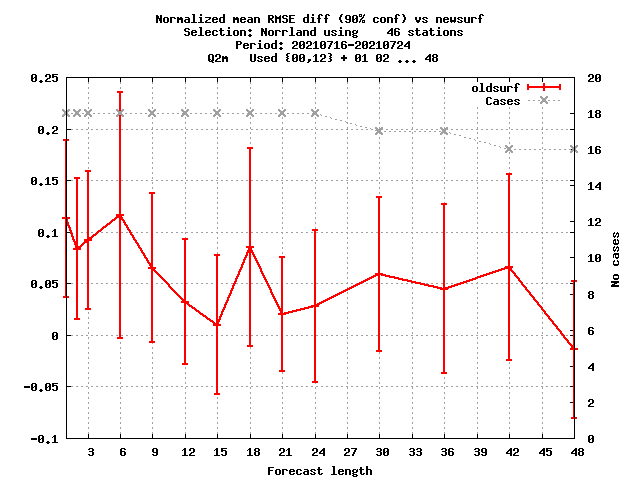 Normalized mean RMSE diff (90% conf) vs newsurf
Selection: Norrland using    46 stations
Period: 20210716-20210724
Q2m   Used {00,12} + 01 02 ... 48
oldsurf
Cases
0.25
0.2
0.15
0.1
0.05
0
-0.05
-0.1
20
18
16
14
12
10
8
6
4
2
0
No cases
3 6 9 12 15 18 21 24 27 30 33 36 39 42 45 48
Forecast length